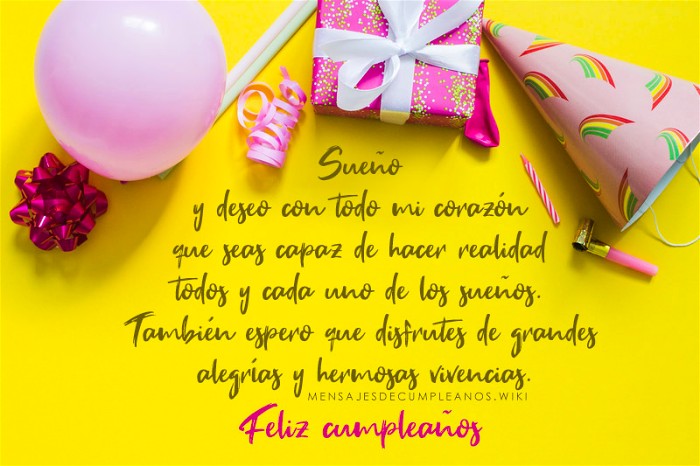 Sueño
y deseo con todo mi corazón
que seas capaz de hacer realidad
todos y cada uno de los sueños.
También espero que disfrutes de grandes
alegrías y hermosas vivencias.
MENSAJESDECUMPLEANOS.WIKI
Feliz cumpleaños